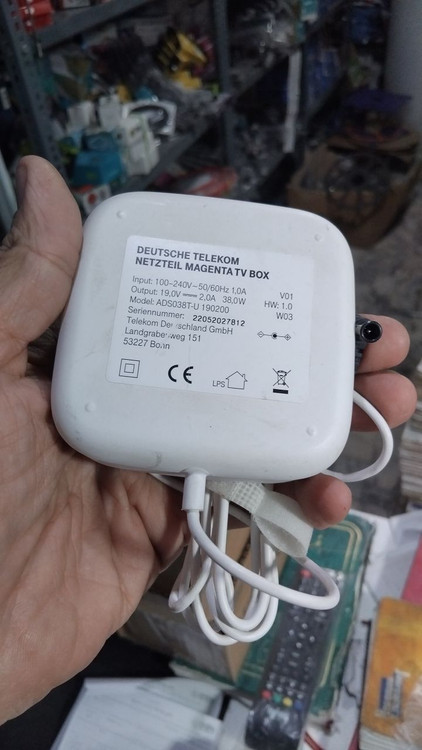 DEUTSCHE TELEKOM
NETZTEIL MAGENTA TV BOX
Input: 100-240V~50/60Hz 1,0A
Output: 19,0V⎓2,0A 38,0W
Model: ADS038T-U 190200
Seriennummer: 22052027812
Telekom Deutschland GmbH
Landgrabenweg 151
53227 Bonn
V01
HW: 1.0
W03
CE
LPS